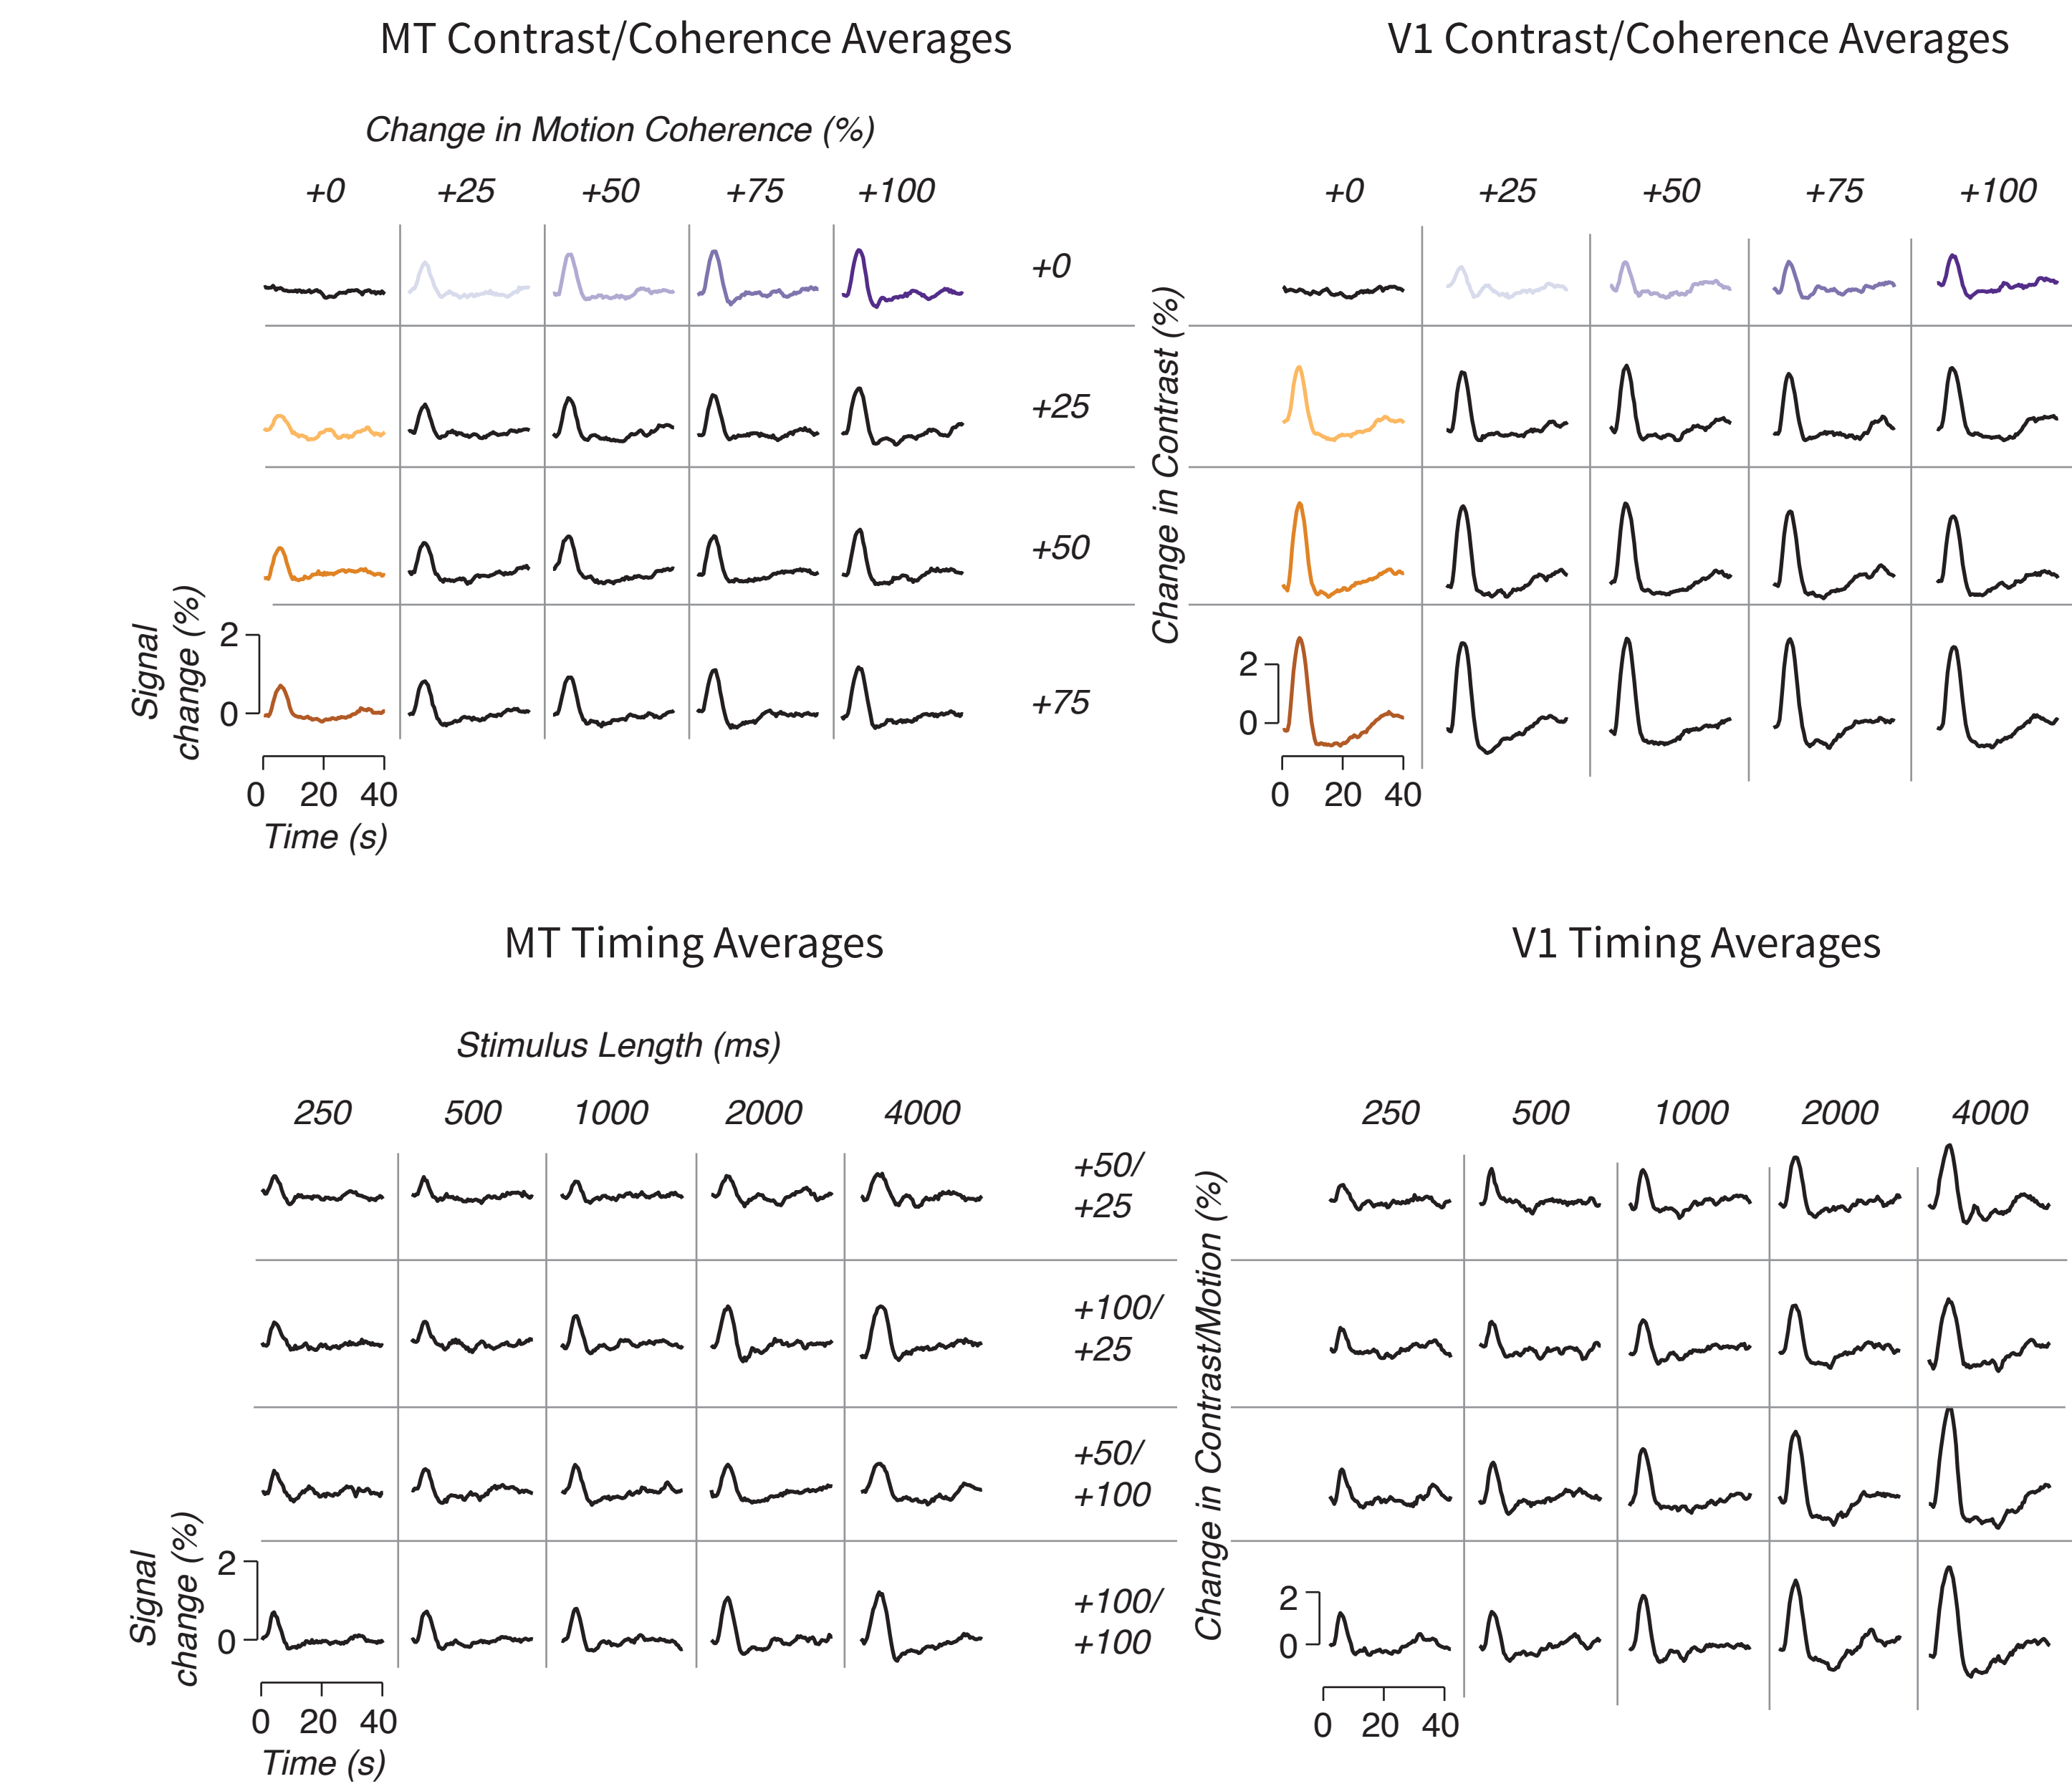 MT Contrast/Coherence Averages
Change in Motion Coherence (%)
+0 +25 +50 +75 +100
+0
+25
+50
+75
Signal
change (%)
2
0
0 20 40
Time (s)
V1 Contrast/Coherence Averages
+0 +25 +50 +75 +100
Change in Contrast (%)
2
0
0 20 40
MT Timing Averages
Stimulus Length (ms)
250 500 1000 2000 4000
+50/
+25
+100/
+25
+50/
+100
+100/
+100
Signal
change (%)
2
0
0 20 40
Time (s)
V1 Timing Averages
250 500 1000 2000 4000
Change in Contrast/Motion (%)
2
0
0 20 40